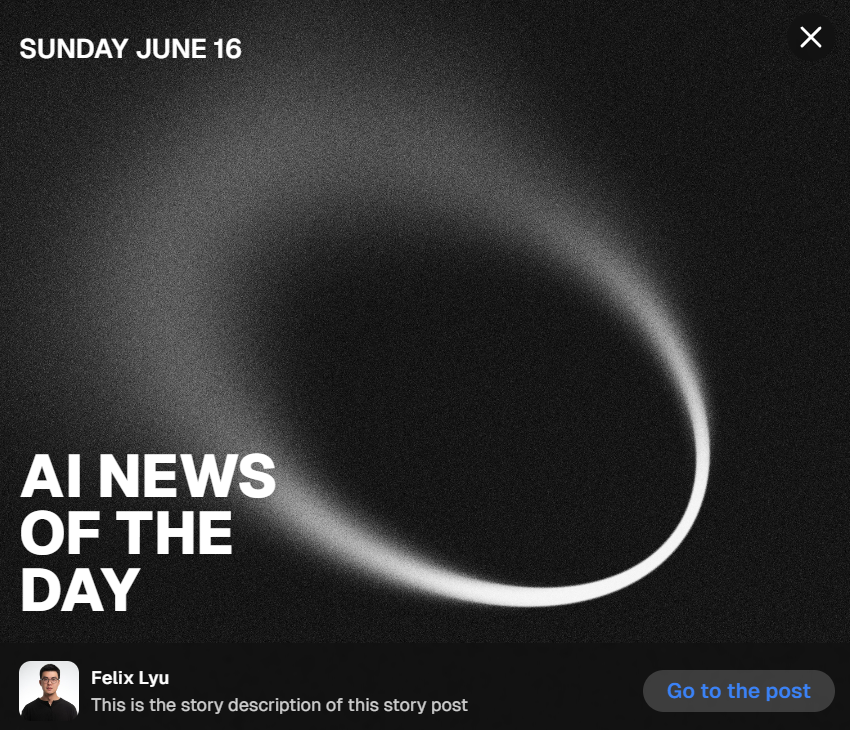 SUNDAY JUNE 16
AI NEWS
OF THE
DAY
Felix Lyu
This is the story description of this story post
Go to the post